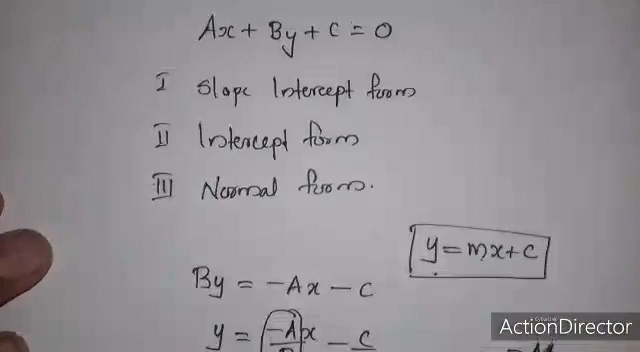 Ax + By + C = 0
I Slope Intercept form
II Intercept form
III Normal form.
y = mx + c
By = -Ax - C
y = -A x - C
ActionDirector